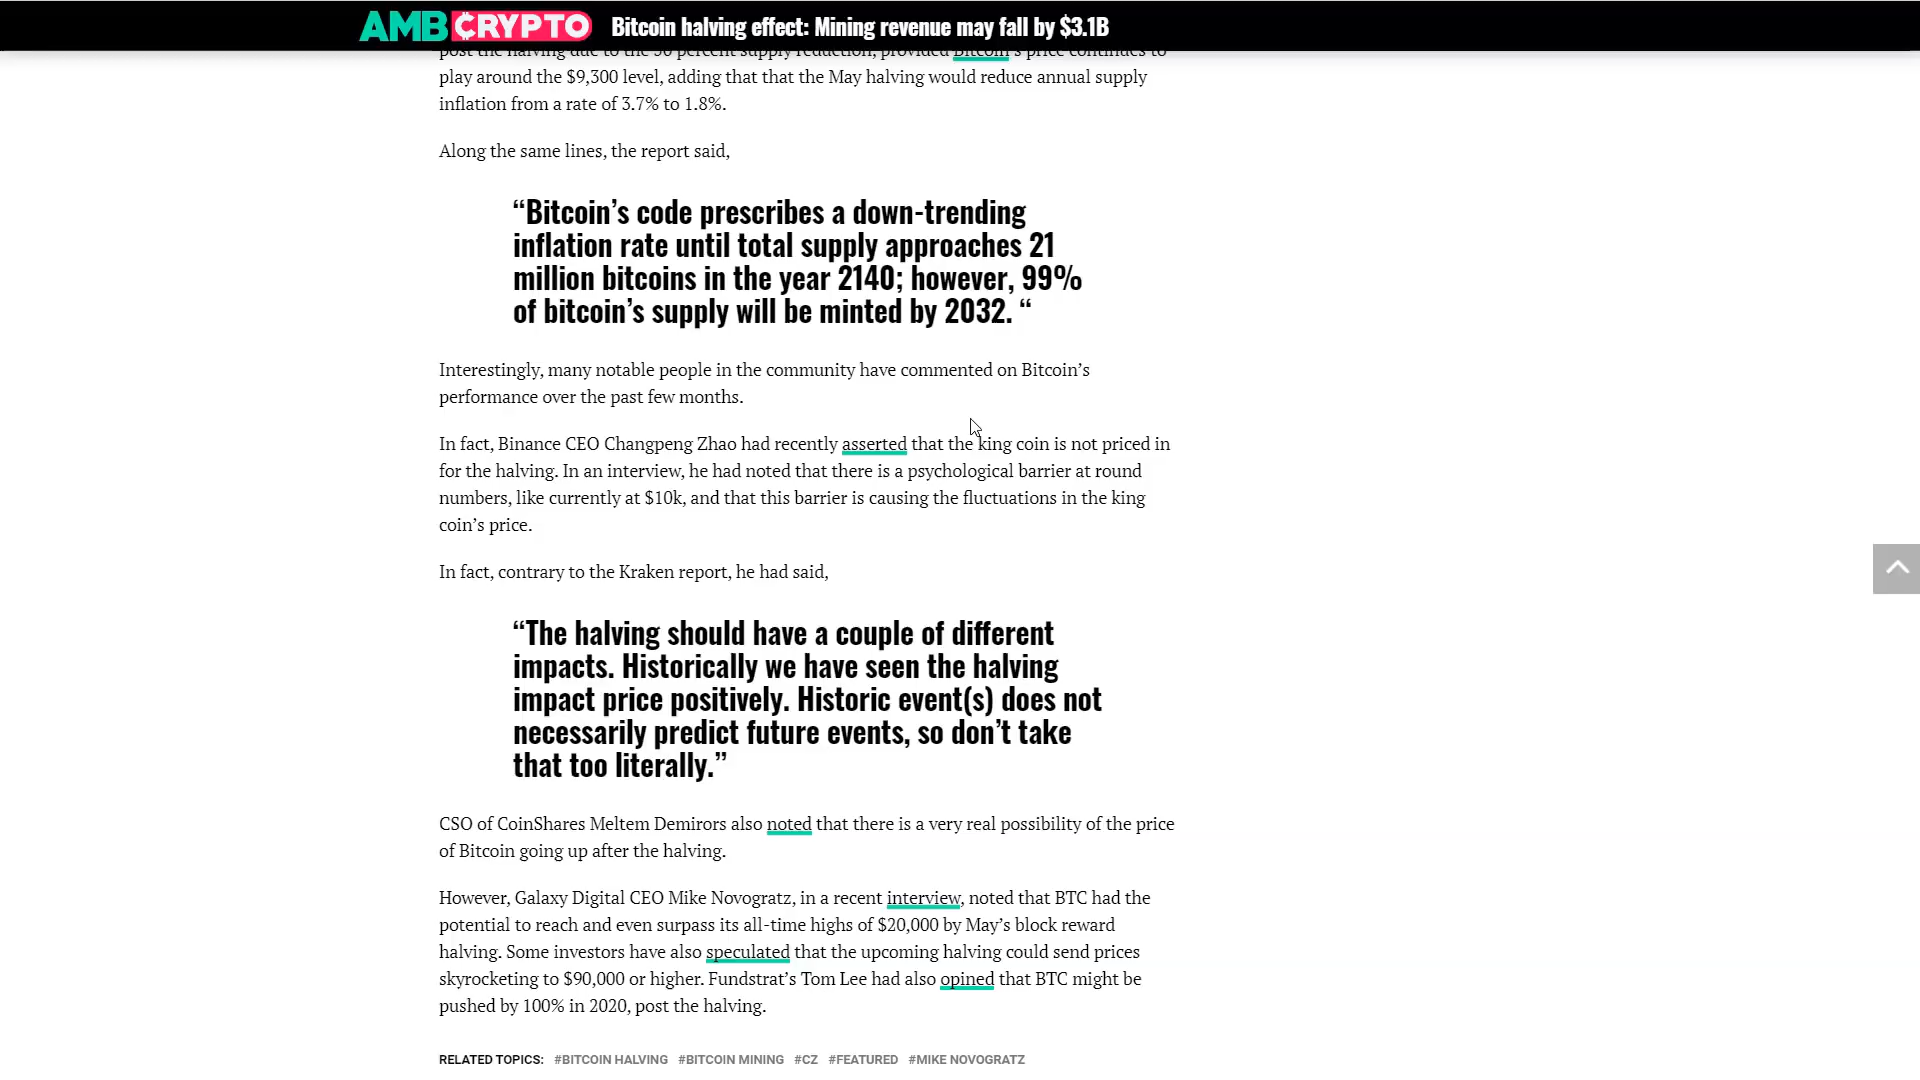 AMBCRYPTO Bitcoin halving effect: Mining revenue may fall by $3.1B
post the halving due to the 50 percent supply reduction, provided Bitcoin's price continues to
play around the $9,300 level, adding that that the May halving would reduce annual supply
inflation from a rate of 3.7% to 1.8%.
Along the same lines, the report said,
“Bitcoin’s code prescribes a down-trending
inflation rate until total supply approaches 21
million bitcoins in the year 2140; however, 99%
of bitcoin’s supply will be minted by 2032. “
Interestingly, many notable people in the community have commented on Bitcoin’s
performance over the past few months.
In fact, Binance CEO Changpeng Zhao had recently asserted that the king coin is not priced in
for the halving. In an interview, he had noted that there is a psychological barrier at round
numbers, like currently at $10k, and that this barrier is causing the fluctuations in the king
coin’s price.
In fact, contrary to the Kraken report, he had said,
“The halving should have a couple of different
impacts. Historically we have seen the halving
impact price positively. Historic event(s) does not
necessarily predict future events, so don’t take
that too literally.”
CSO of CoinShares Meltem Demirors also noted that there is a very real possibility of the price
of Bitcoin going up after the halving.
However, Galaxy Digital CEO Mike Novogratz, in a recent interview, noted that BTC had the
potential to reach and even surpass its all-time highs of $20,000 by May’s block reward
halving. Some investors have also speculated that the upcoming halving could send prices
skyrocketing to $90,000 or higher. Fundstrat’s Tom Lee had also opined that BTC might be
pushed by 100% in 2020, post the halving.
RELATED TOPICS: #BITCOIN HALVING #BITCOIN MINING #CZ #FEATURED #MIKE NOVOGRATZ